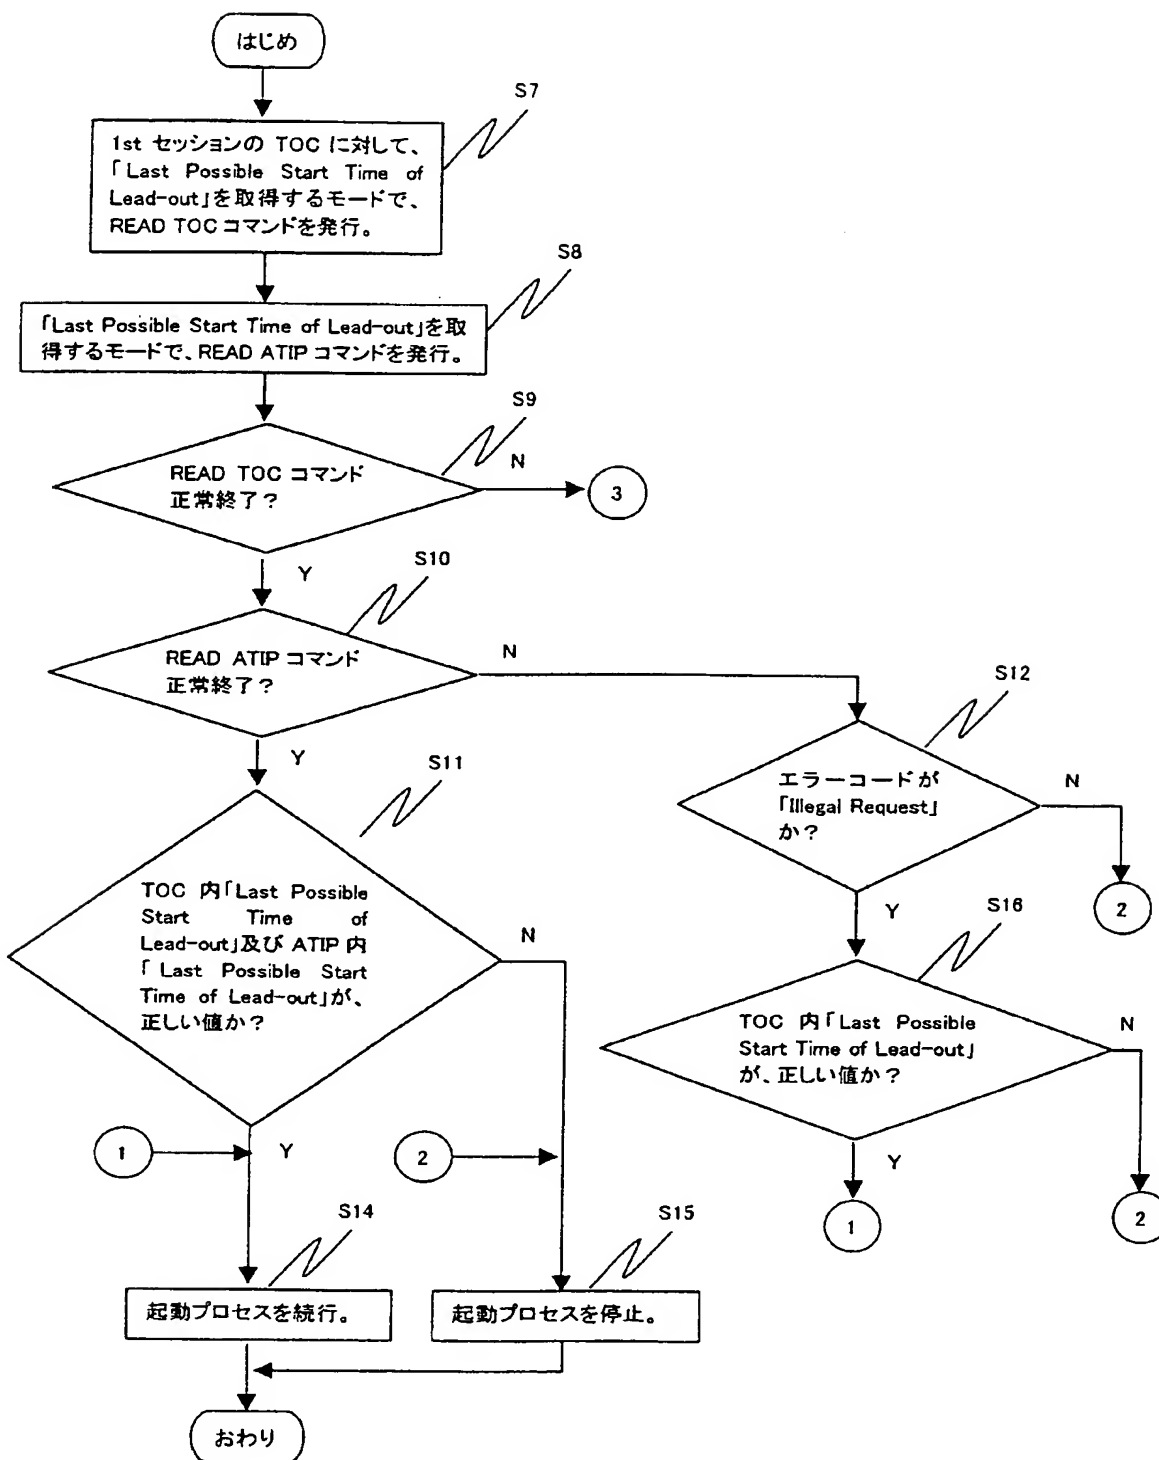 はじめ
S7
1st セッションの TOC に対して、
「Last Possible Start Time of
Lead-out」を取得するモードで、
READ TOC コマンドを発行。
S8
「Last Possible Start Time of Lead-out」を取
得するモードで、READ ATIP コマンドを発行。
S9
READ TOC コマンド
正常終了？
N
3
Y
S10
READ ATIP コマンド
正常終了？
N
Y
S12
エラーコードが
「Illegal Request」
か？
N
2
Y
S11
TOC 内「Last Possible
Start Time of
Lead-out」及び ATIP 内
「Last Possible Start
Time of Lead-out」が、
正しい値か？
N
S16
TOC 内「Last Possible
Start Time of Lead-out」
が、正しい値か？
N
1
Y
2
Y
1
2
S14
起動プロセスを続行。
S15
起動プロセスを停止。
おわり